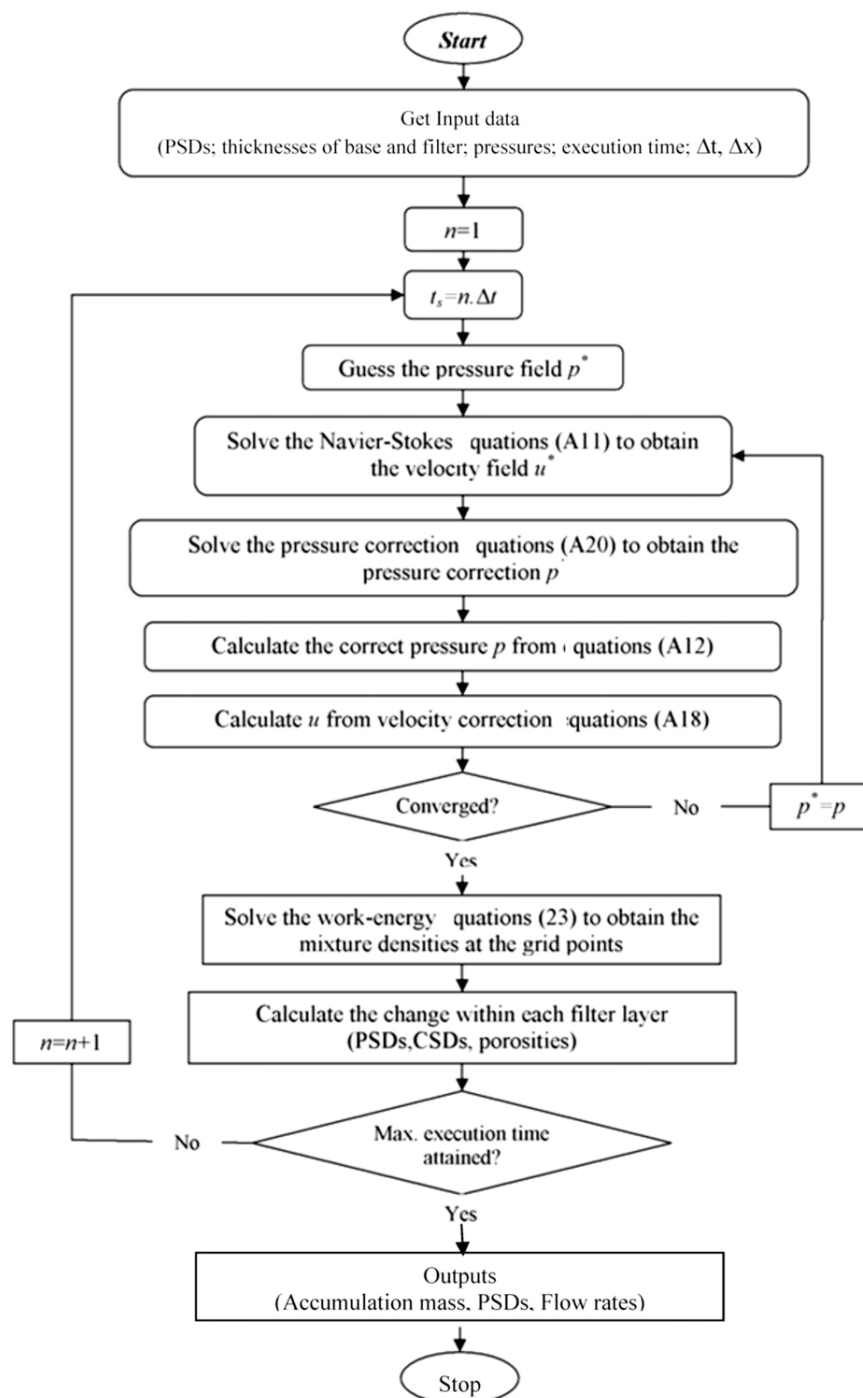 Start
Get Input data
(PSDs; thicknesses of base and filter; pressures; execution time; Δt, Δx)
n=1
tₛ=n.Δt
Guess the pressure field p*
Solve the Navier-Stokes quations (A11) to obtain
the velocity field u*
Solve the pressure correction quations (A20) to obtain the
pressure correction p
Calculate the correct pressure p from quations (A12)
Calculate u from velocity correction equations (A18)
Converged?
No
p*=p
Yes
Solve the work-energy quations (23) to obtain the
mixture densities at the grid points
Calculate the change within each filter layer
(PSDs,CSDs, porosities)
n=n+1
Max. execution time
attained?
No
Yes
Outputs
(Accumulation mass, PSDs, Flow rates)
Stop